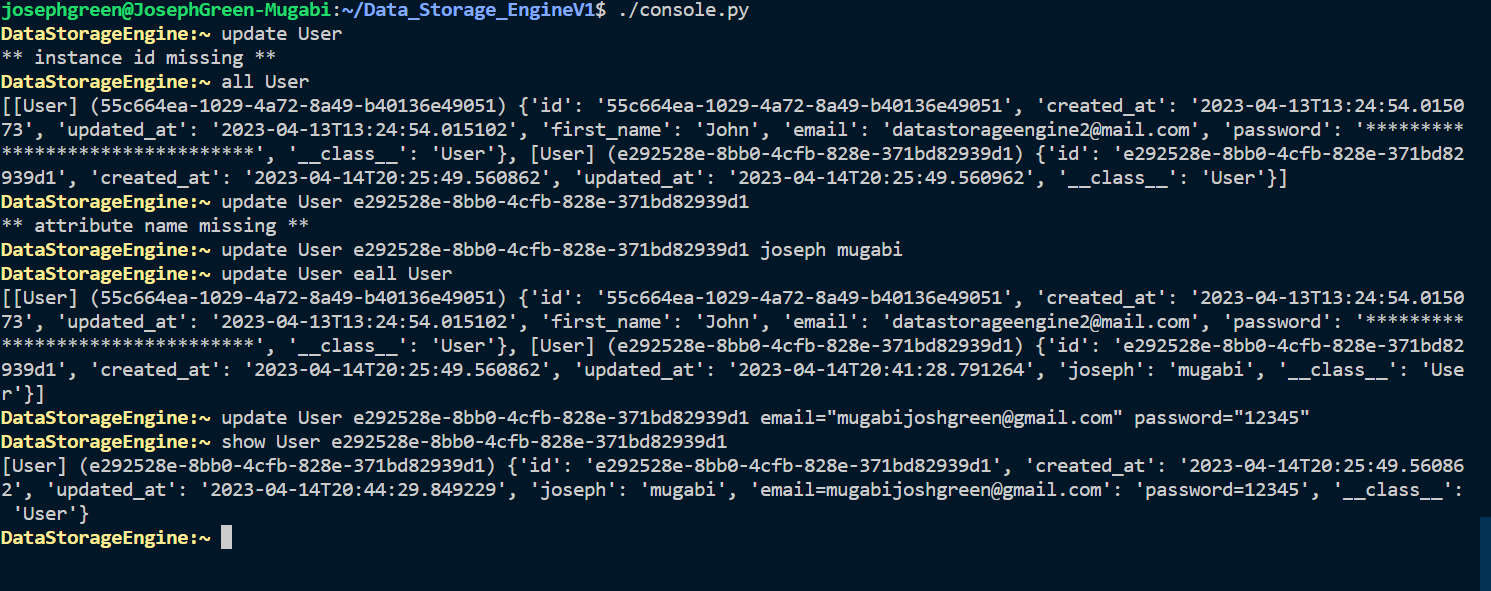 josephgreen@JosephGreen-Mugabi:~/Data_Storage_EngineV1$ ./console.py
DataStorageEngine:~ update User
** instance id missing **
DataStorageEngine:~ all User
[[User] (55c664ea-1029-4a72-8a49-b40136e49051) {'id': '55c664ea-1029-4a72-8a49-b40136e49051', 'created_at': '2023-04-13T13:24:54.0150
73', 'updated_at': '2023-04-13T13:24:54.015102', 'first_name': 'John', 'email': 'datastorageengine2@mail.com', 'password': '*********
***********************', '__class__': 'User'}, [User] (e292528e-8bb0-4cfb-828e-371bd82939d1) {'id': 'e292528e-8bb0-4cfb-828e-371bd82
939d1', 'created_at': '2023-04-14T20:25:49.560862', 'updated_at': '2023-04-14T20:25:49.560962', '__class__': 'User'}]
DataStorageEngine:~ update User e292528e-8bb0-4cfb-828e-371bd82939d1
** attribute name missing **
DataStorageEngine:~ update User e292528e-8bb0-4cfb-828e-371bd82939d1 joseph mugabi
DataStorageEngine:~ update User eall User
[[User] (55c664ea-1029-4a72-8a49-b40136e49051) {'id': '55c664ea-1029-4a72-8a49-b40136e49051', 'created_at': '2023-04-13T13:24:54.0150
73', 'updated_at': '2023-04-13T13:24:54.015102', 'first_name': 'John', 'email': 'datastorageengine2@mail.com', 'password': '*********
***********************', '__class__': 'User'}, [User] (e292528e-8bb0-4cfb-828e-371bd82939d1) {'id': 'e292528e-8bb0-4cfb-828e-371bd82
939d1', 'created_at': '2023-04-14T20:25:49.560862', 'updated_at': '2023-04-14T20:41:28.791264', 'joseph': 'mugabi', '__class__': 'Use
r'}]
DataStorageEngine:~ update User e292528e-8bb0-4cfb-828e-371bd82939d1 email="mugabijoshgreen@gmail.com" password="12345"
DataStorageEngine:~ show User e292528e-8bb0-4cfb-828e-371bd82939d1
[User] (e292528e-8bb0-4cfb-828e-371bd82939d1) {'id': 'e292528e-8bb0-4cfb-828e-371bd82939d1', 'created_at': '2023-04-14T20:25:49.56086
2', 'updated_at': '2023-04-14T20:44:29.849229', 'joseph': 'mugabi', 'email=mugabijoshgreen@gmail.com': 'password=12345', '__class__':
 'User'}
DataStorageEngine:~